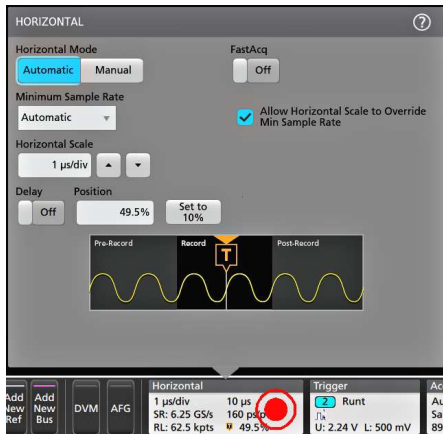 HORIZONTAL
?
Horizontal Mode
FastAcq
Automatic Manual
Off
Minimum Sample Rate
Automatic
Allow Horizontal Scale to Override
Min Sample Rate
Horizontal Scale
1 µs/div
Delay Position
Off 49.5% Set to
10%
Pre-Record Record Post-Record
T
Horizontal Trigger
Add Add
New New DVM AFG 1 µs/div 10 µs 2 Runt
Ref Bus SR: 6.25 GS/s 160
RL: 62.5 kpts 49.5% U: 2.24 V L: 500 mV 89